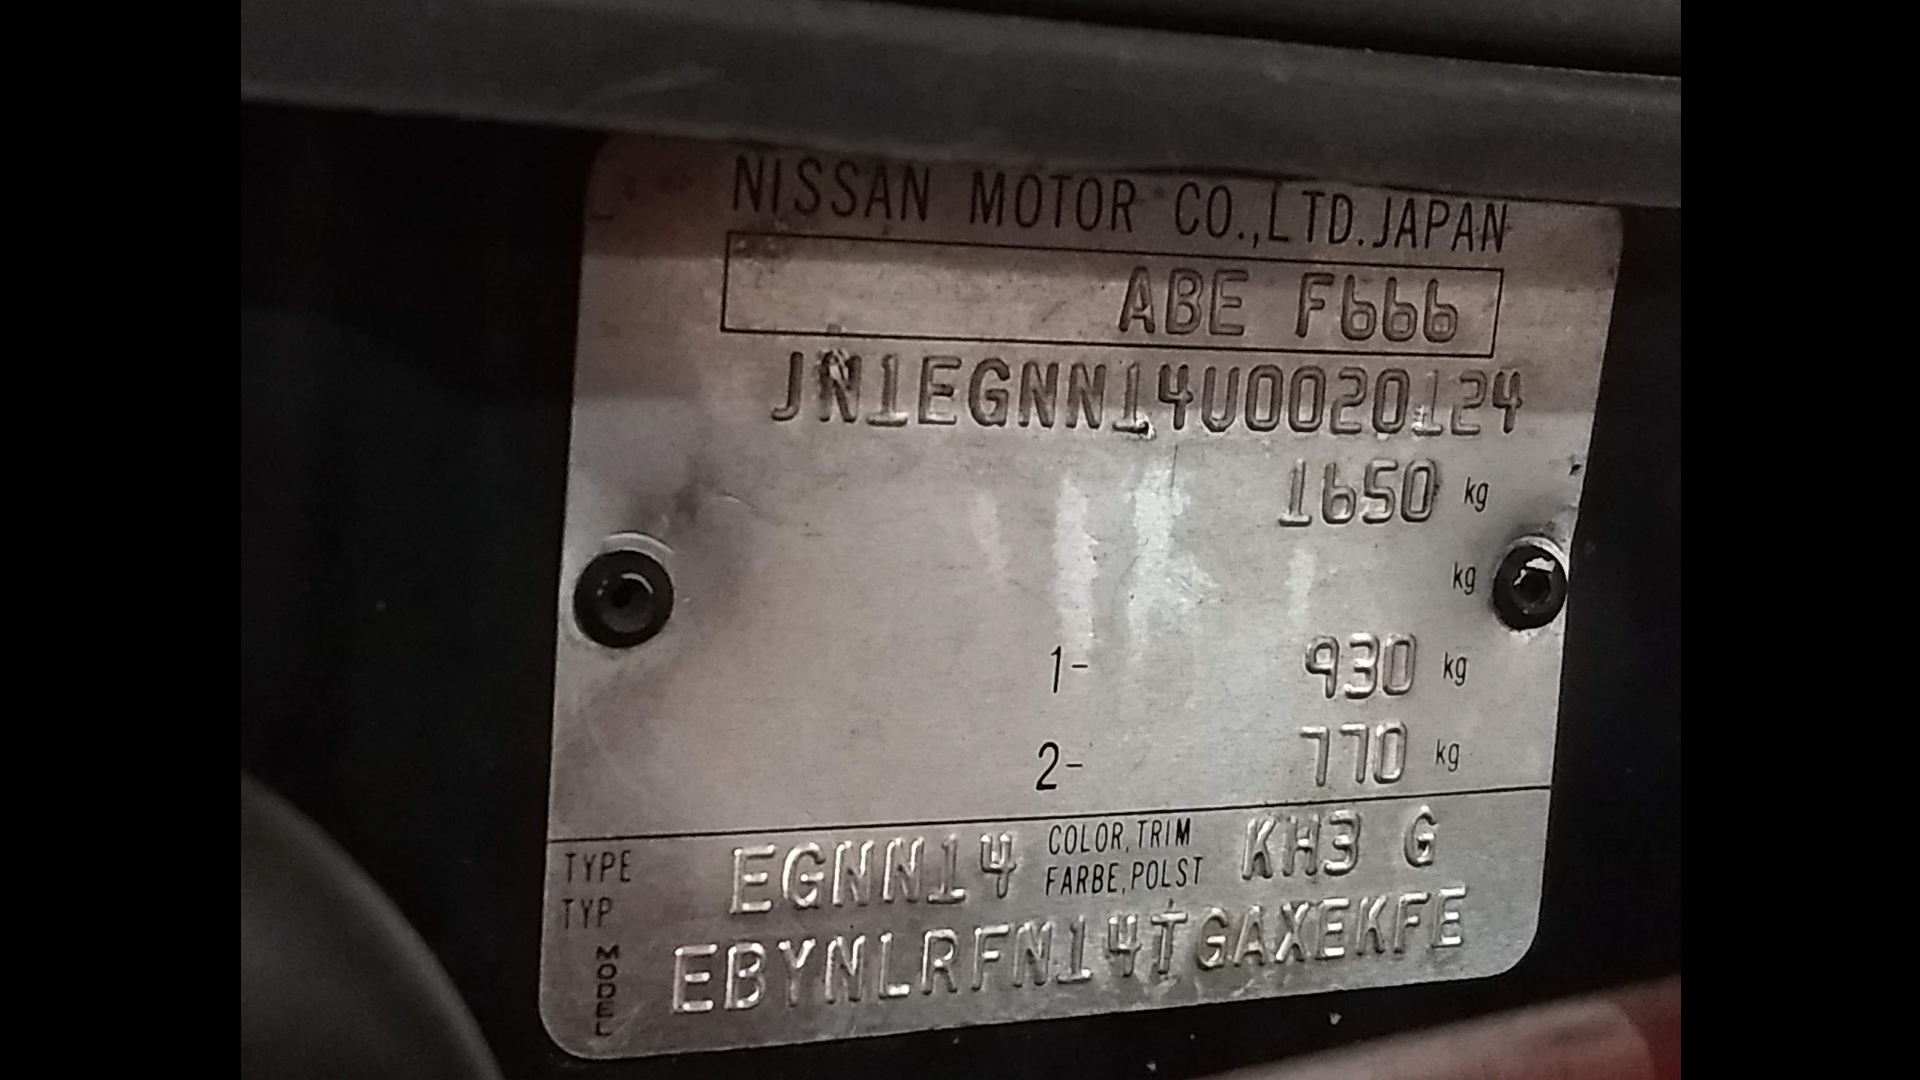 NISSAN MOTOR CO.,LTD.JAPAN
ABE F666
JN1EGNN14U0020124
1650 kg
kg
1- 930 kg
2- 770 kg
TYPE
TYP
EGNN14
COLOR,TRIM
FARBE,POLST
KH3 G
MODEL
EBYNLRFN14TGAXEKFE